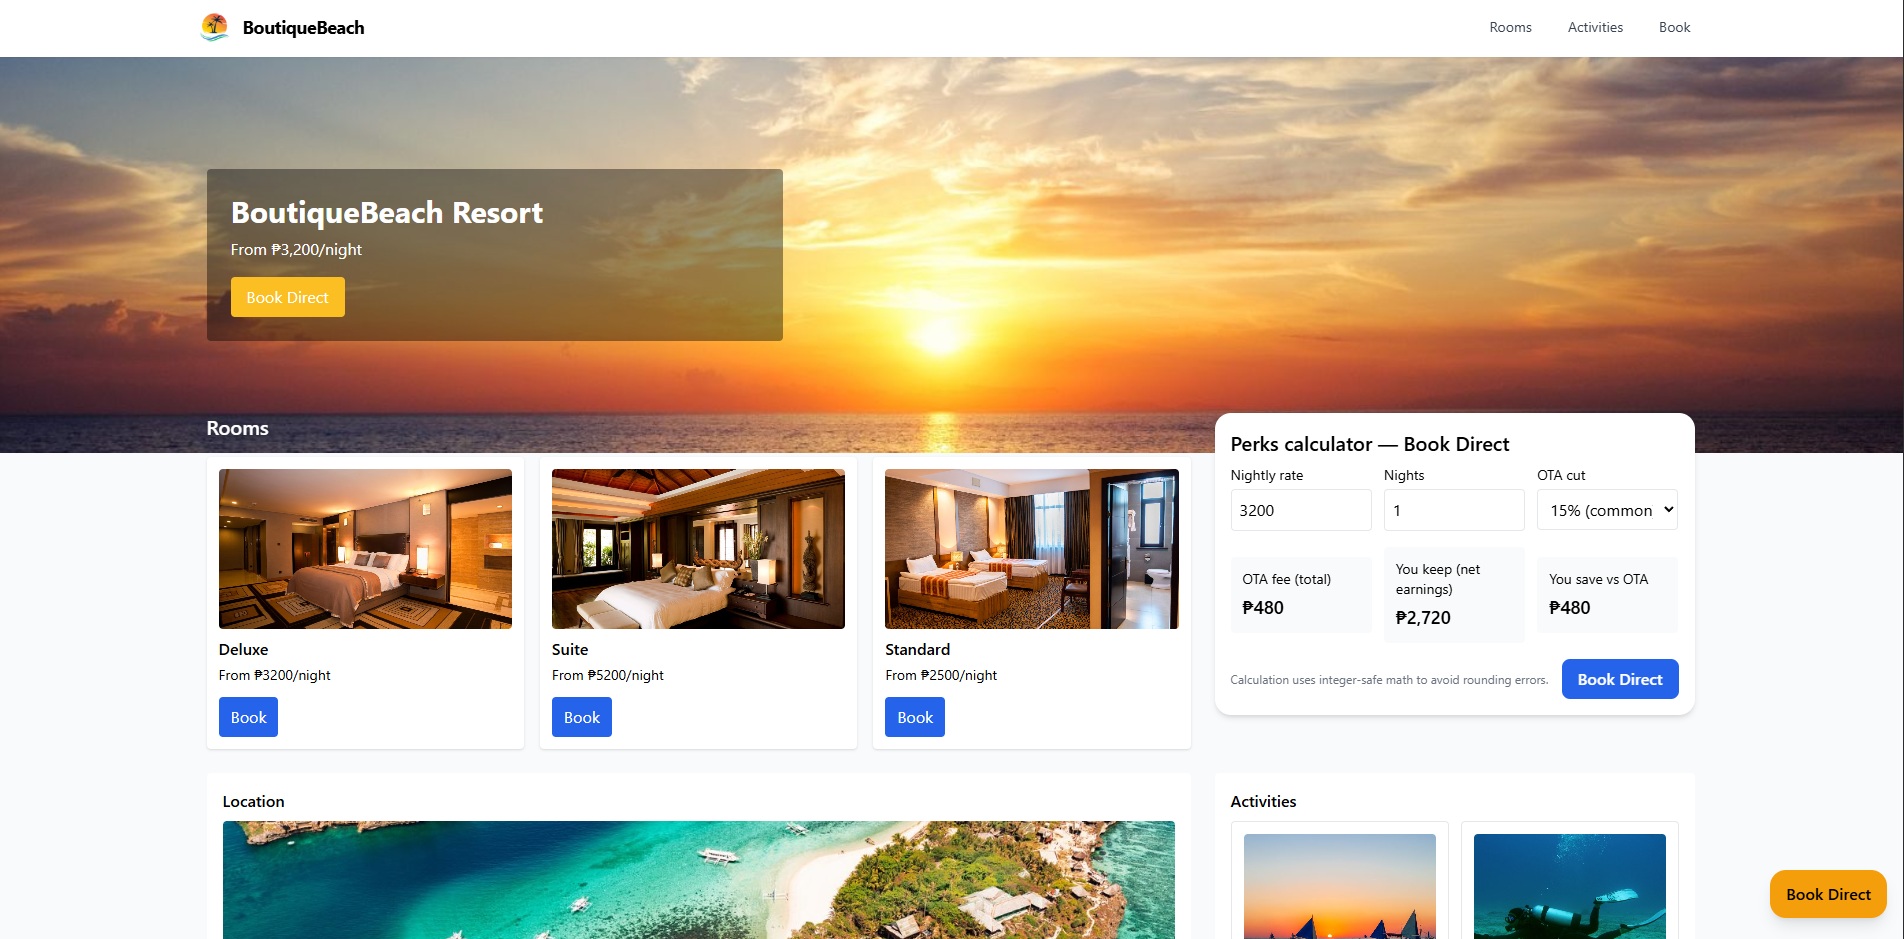 BoutiqueBeach
Rooms
Activities
Book
BoutiqueBeach Resort
From ₱3,200/night
Book Direct
Rooms
Deluxe
From ₱3200/night
Book
Suite
From ₱5200/night
Book
Standard
From ₱2500/night
Book
Perks calculator — Book Direct
Nightly rate
3200
Nights
1
OTA cut
15% (common
OTA fee (total)
₱480
You keep (net
earnings)
₱2,720
You save vs OTA
₱480
Calculation uses integer-safe math to avoid rounding errors.
Book Direct
Location
Activities
Book Direct